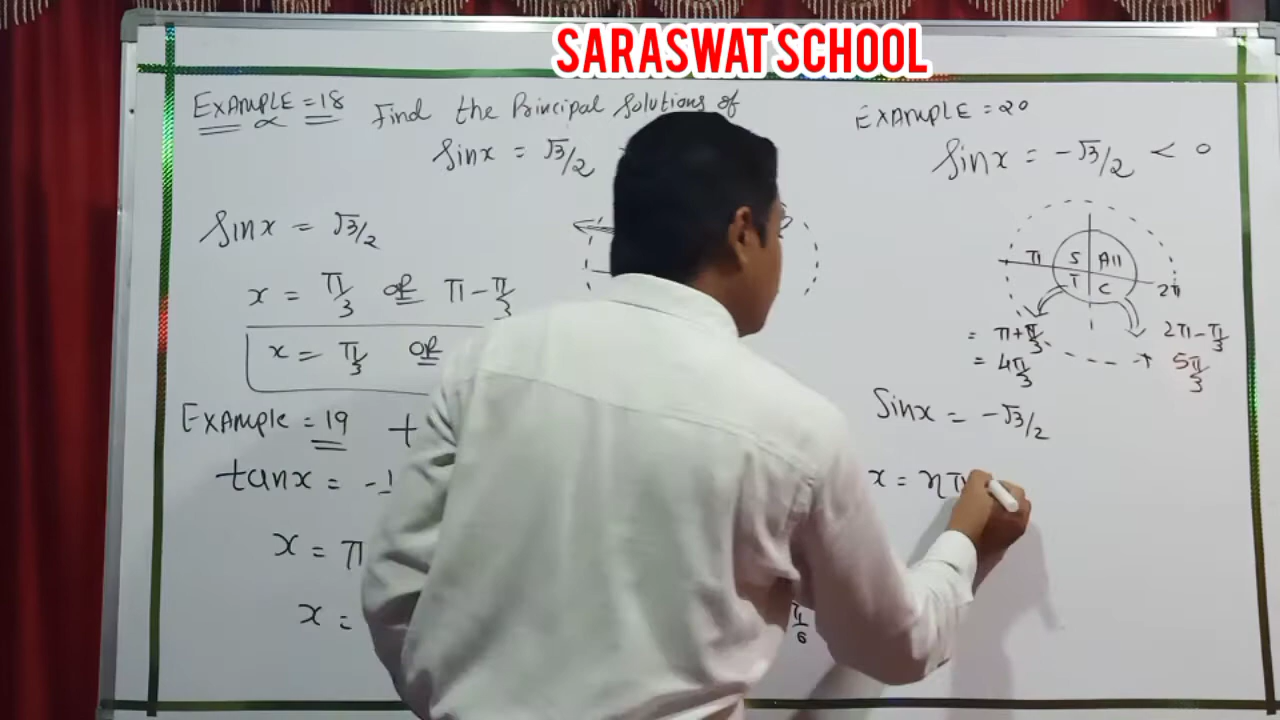 SARASWAT SCHOOL
EXAMPLE = 18 Find the Principal Solutions of
Sinx = √3/2
Sinx = √3/2
x = π/3 OR π - π/3
x = π/3 OR
EXAMPLE = 19
tanx = -1
x = π
x =
π/6
EXAMPLE = 20
Sinx = -√3/2 < 0
π S All
T C 2π
= π + π/3 2π - π/3
= 4π/3 5π/3
Sinx = -√3/2
x = nπ